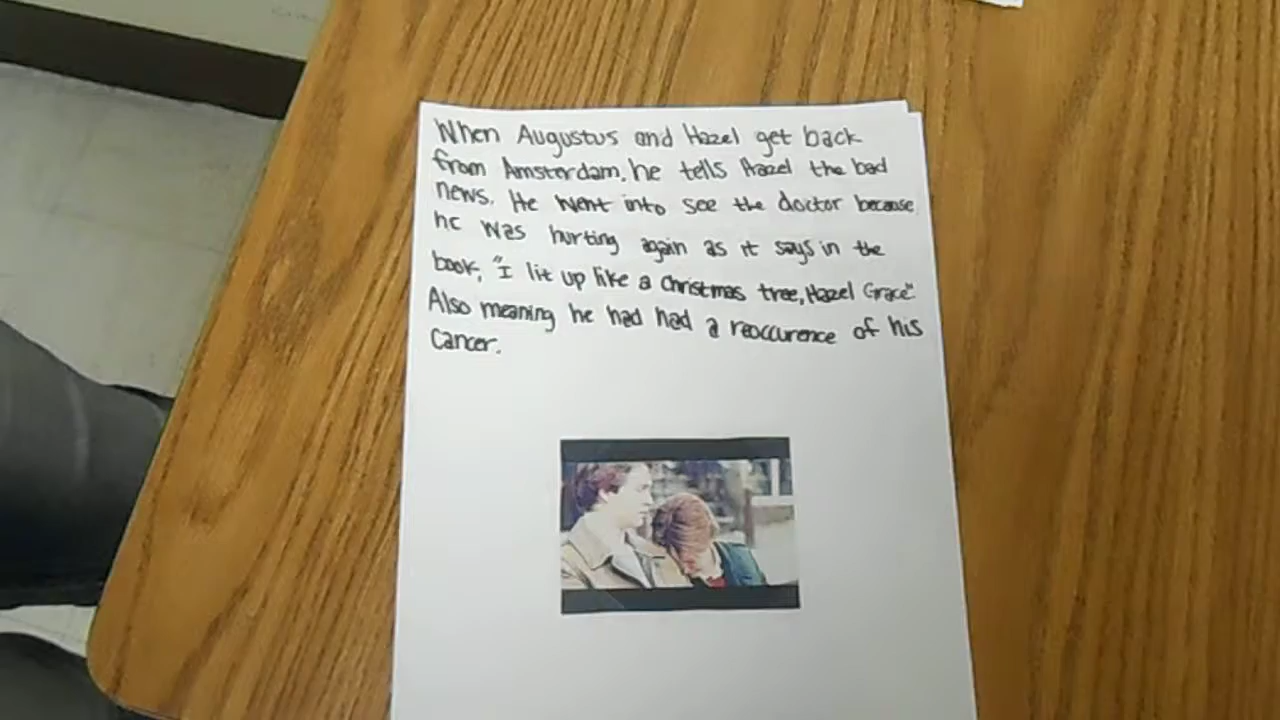 When Augustus and Hazel get back
from Amsterdam, he tells Hazel the bad
news. He went into see the doctor because
he was hurting again as it says in the
book, "I lit up like a christmas tree, Hazel Grace".
Also meaning he had had a reoccurence of his
cancer.